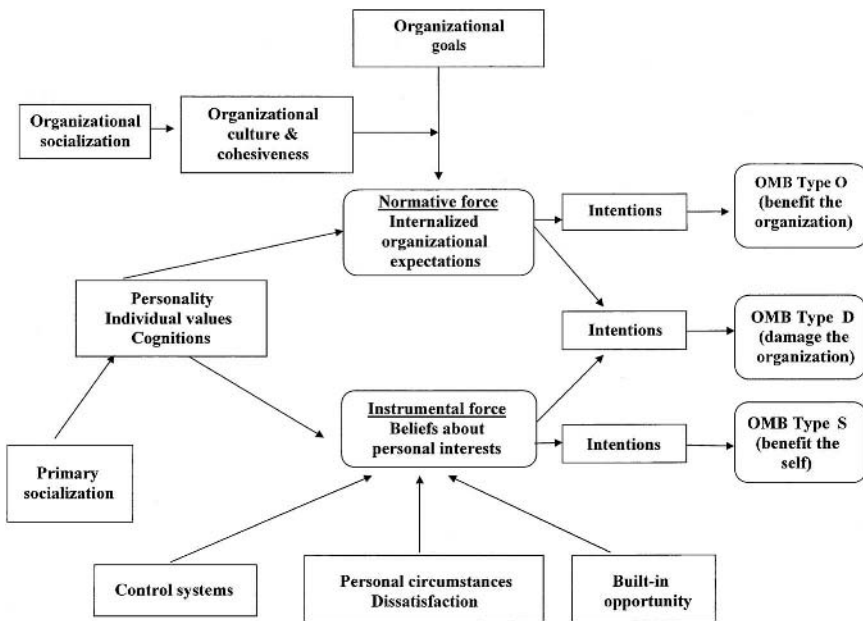 Organizational
goals
Organizational
socialization
Organizational
culture &
cohesiveness
Normative force
Internalized
organizational
expectations
Intentions
OMB Type O
(benefit the
organization)
Personality
Individual values
Cognitions
Intentions
OMB Type D
(damage the
organization)
Instrumental force
Beliefs about
personal interests
Intentions
OMB Type S
(benefit the
self)
Primary
socialization
Control systems
Personal circumstances
Dissatisfaction
Built-in
opportunity